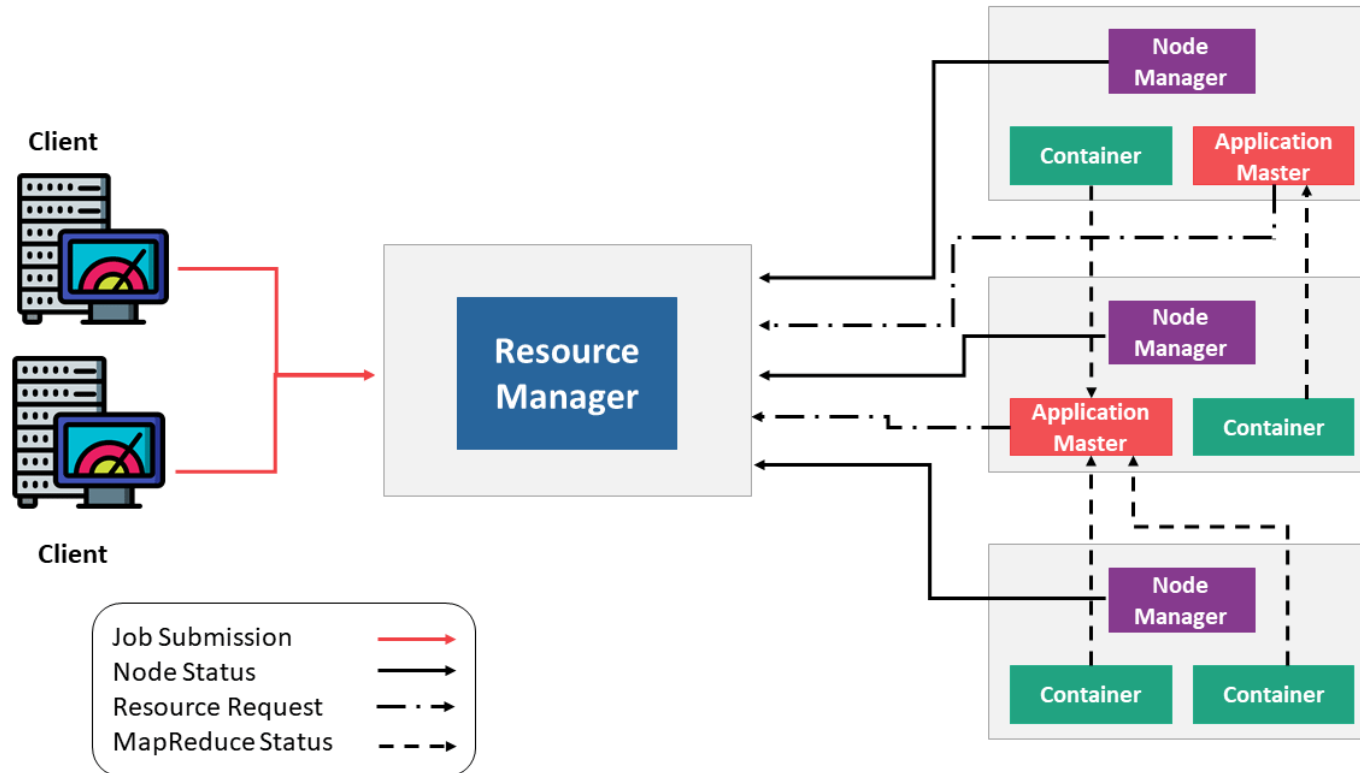 Client
Client
Resource
Manager
Node
Manager
Container
Application
Master
Node
Manager
Application
Master
Container
Node
Manager
Container
Container
Job Submission
Node Status
Resource Request
MapReduce Status